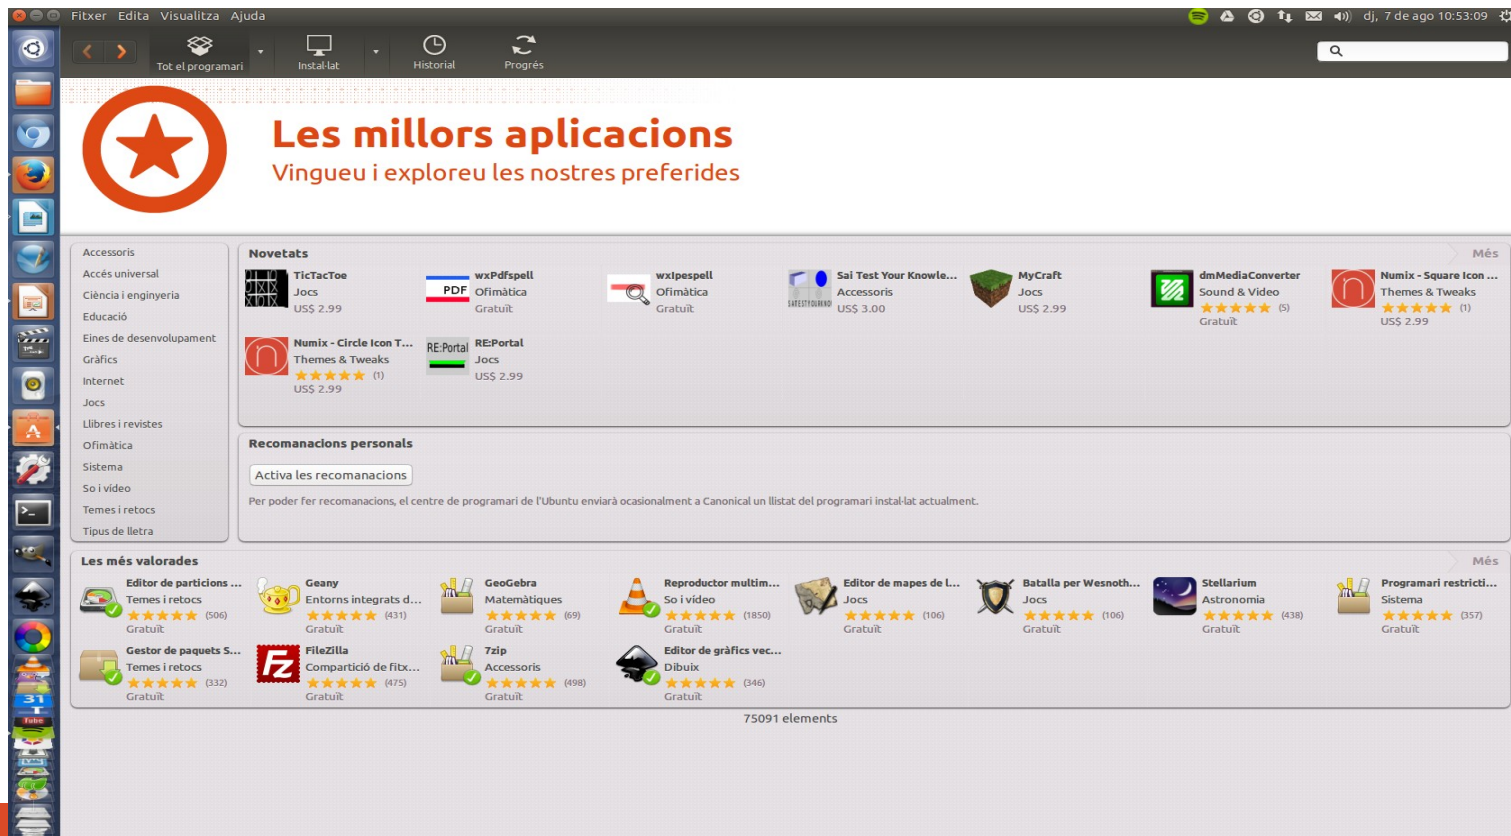 Fitxer Edita Visualitza Ajuda
dj, 7 de ago 10:53:09
Tot el programari
Instal·lat
Historial
Progrés
Les millors aplicacions
Vingueu i exploreu les nostres preferides
Accessoris
Accés universal
Ciència i enginyeria
Educació
Eines de desenvolupament
Gràfics
Internet
Jocs
Llibres i revistes
Ofimàtica
Sistema
So i vídeo
Temes i retocs
Tipus de lletra
Novetats
Més
TicTacToe
Jocs
US$ 2.99
PDF
wxPdfspell
Ofimàtica
Gratuït
wxIpespell
Ofimàtica
Gratuït
Sai Test Your Knowle...
Accessoris
US$ 3.00
MyCraft
Jocs
US$ 2.99
dmMediaConverter
Sound & Video
(5)
Gratuït
Numix - Square Icon ...
Themes & Tweaks
(1)
US$ 2.99
Numix - Circle Icon T...
Themes & Tweaks
(1)
US$ 2.99
RE:Portal
RE:Portal
Jocs
US$ 2.99
Recomanacions personals
Activa les recomanacions
Per poder fer recomanacions, el centre de programari de l'Ubuntu enviarà ocasionalment a Canonical un llistat del programari instal·lat actualment.
Les més valorades
Més
Editor de particions ...
Temes i retocs
(506)
Gratuït
Geany
Entorns integrats d...
(431)
Gratuït
GeoGebra
Matemàtiques
(69)
Gratuït
Reproductor multim...
So i vídeo
(1850)
Gratuït
Editor de mapes de l...
Jocs
(106)
Gratuït
Batalla per Wesnoth...
Jocs
(106)
Gratuït
Stellarium
Astronomia
(438)
Gratuït
Programari restricti...
Sistema
(357)
Gratuït
Gestor de paquets S...
Temes i retocs
(332)
Gratuït
Fz
FileZilla
Compartició de fitx...
(475)
Gratuït
7zip
Accessoris
(498)
Gratuït
Editor de gràfics vec...
Dibuix
(346)
Gratuït
31
Tube
75091 elements